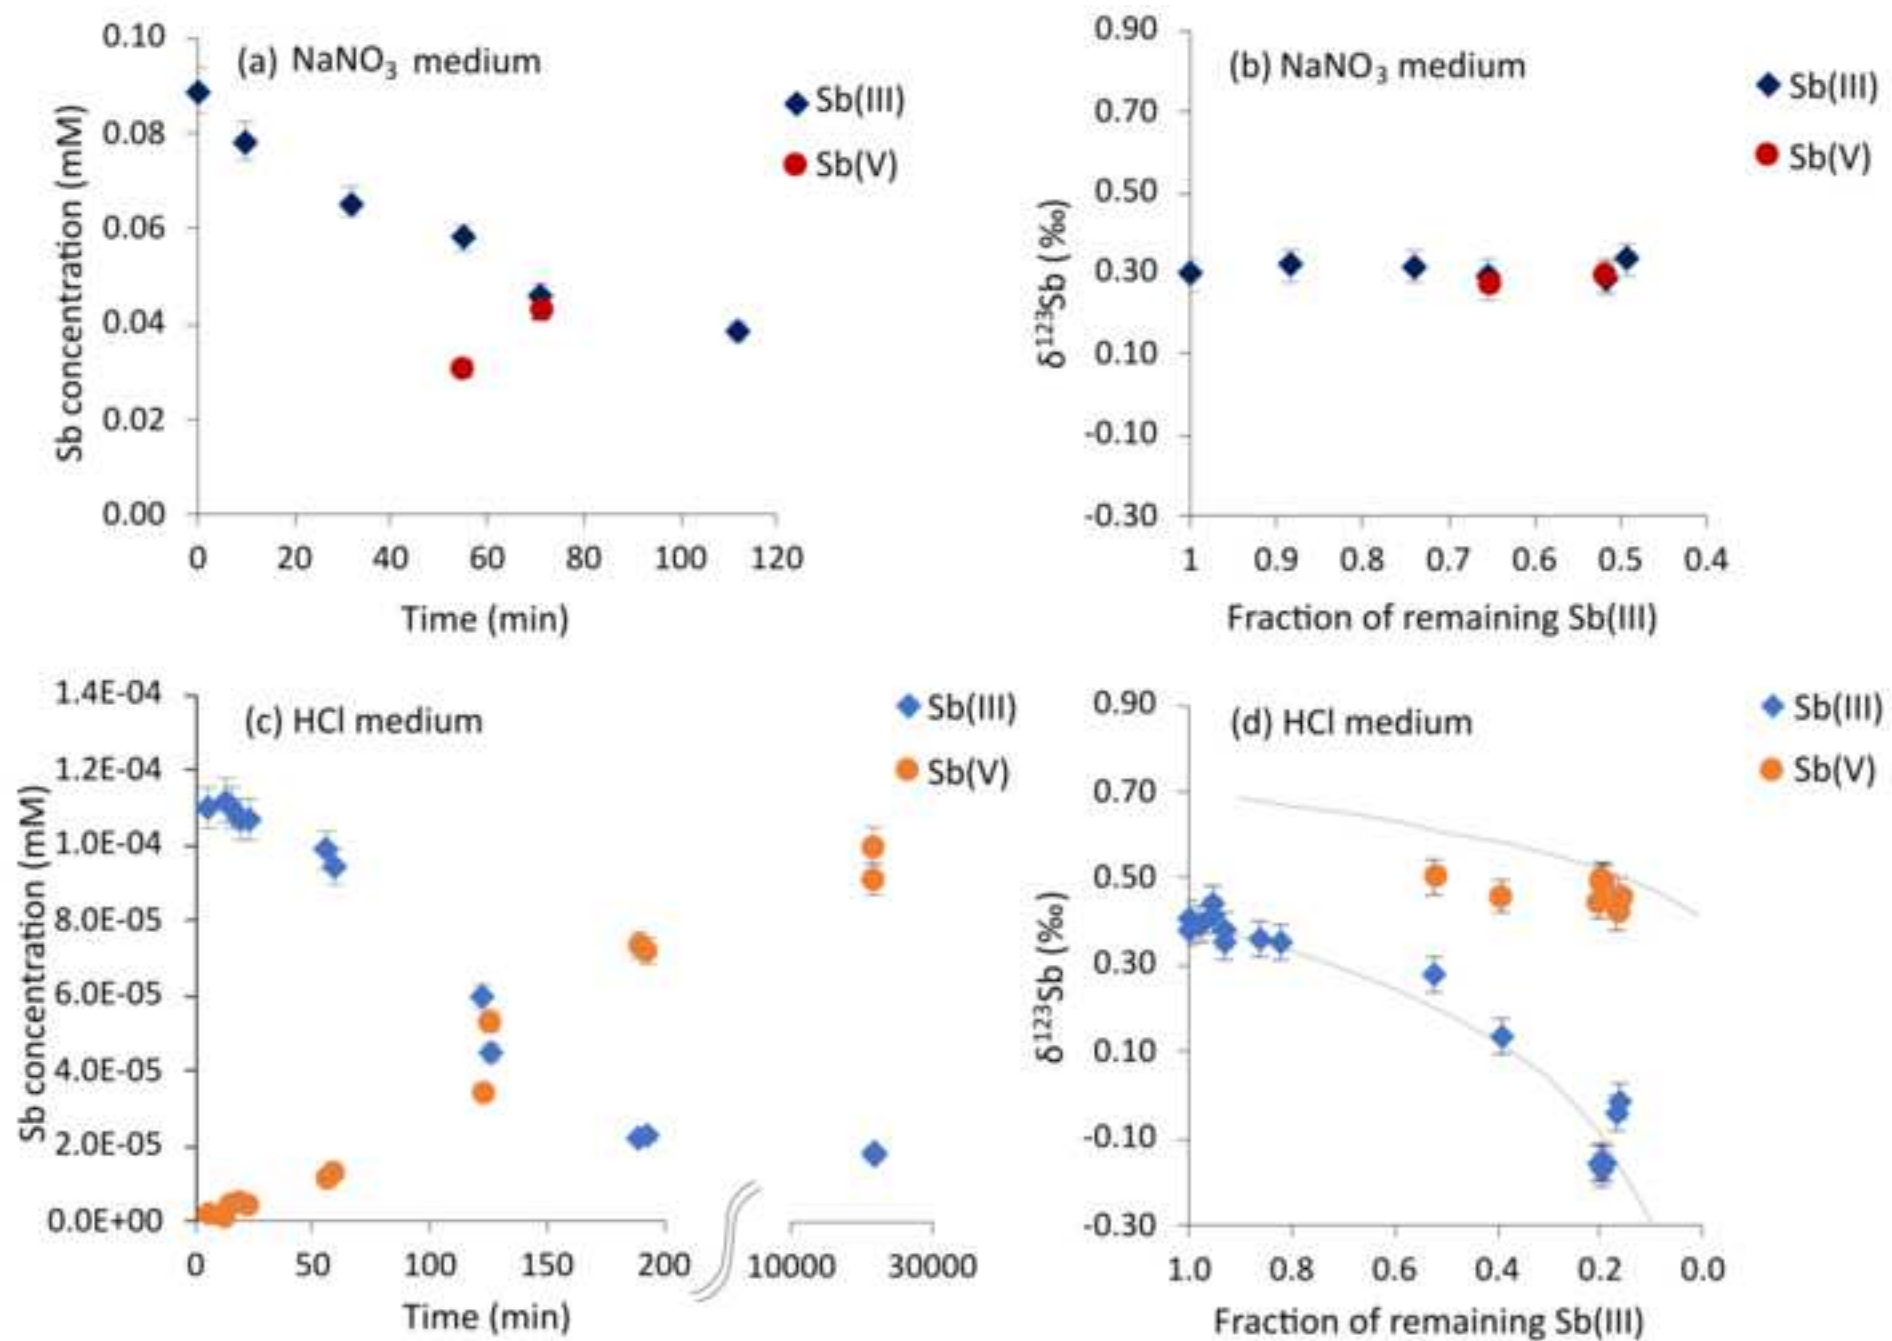 (a) NaNO₃ medium
Sb concentration (mM)
0.10
0.08
0.06
0.04
0.02
0.00
0 20 40 60 80 100 120
Time (min)
Sb(III)
Sb(V)
(b) NaNO₃ medium
δ¹²³Sb (‰)
0.90
0.70
0.50
0.30
0.10
-0.10
-0.30
1 0.9 0.8 0.7 0.6 0.5 0.4
Fraction of remaining Sb(III)
Sb(III)
Sb(V)
(c) HCl medium
Sb concentration (mM)
1.4E-04
1.2E-04
1.0E-04
8.0E-05
6.0E-05
4.0E-05
2.0E-05
0.0E+00
0 50 100 150 200 10000 30000
Time (min)
Sb(III)
Sb(V)
(d) HCl medium
δ¹²³Sb (‰)
0.90
0.70
0.50
0.30
0.10
-0.10
-0.30
1.0 0.8 0.6 0.4 0.2 0.0
Fraction of remaining Sb(III)
Sb(III)
Sb(V)